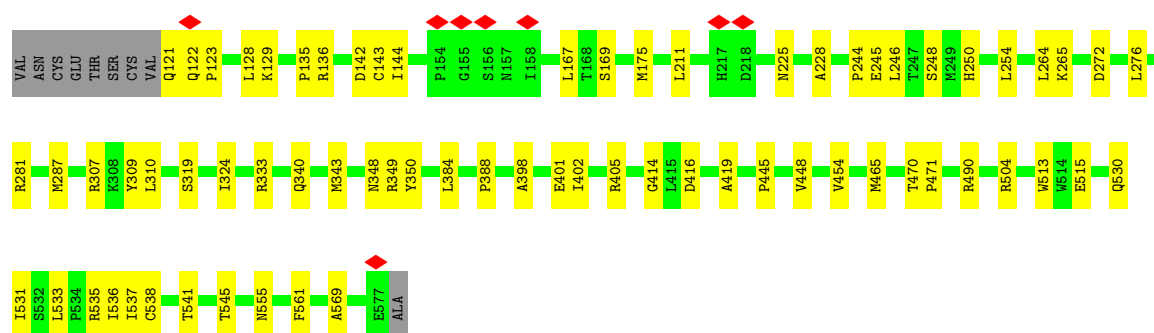 VAL ASN CYS GLU THR SER CYS VAL Q121 Q122 P123 L128 K129 P135 R136 D142 C143 I144 P154 G155 S156 N157 I158 L167 T168 S169 M175 L211 H217 D218 N225 A228 P244 E245 L246 T247 S248 M249 H250 L254 L264 K265 D272 L276
R281 M287 R307 K308 Y309 L310 S319 I324 R333 Q340 M343 N348 R349 Y350 L384 P388 A398 E401 I402 R405 G414 L415 D416 A419 P445 V448 V454 M465 T470 P471 R490 R504 W513 W514 E515 Q530
I531 S532 L533 P534 R535 I536 I537 C538 T541 T545 N555 F561 A569 E577 ALA